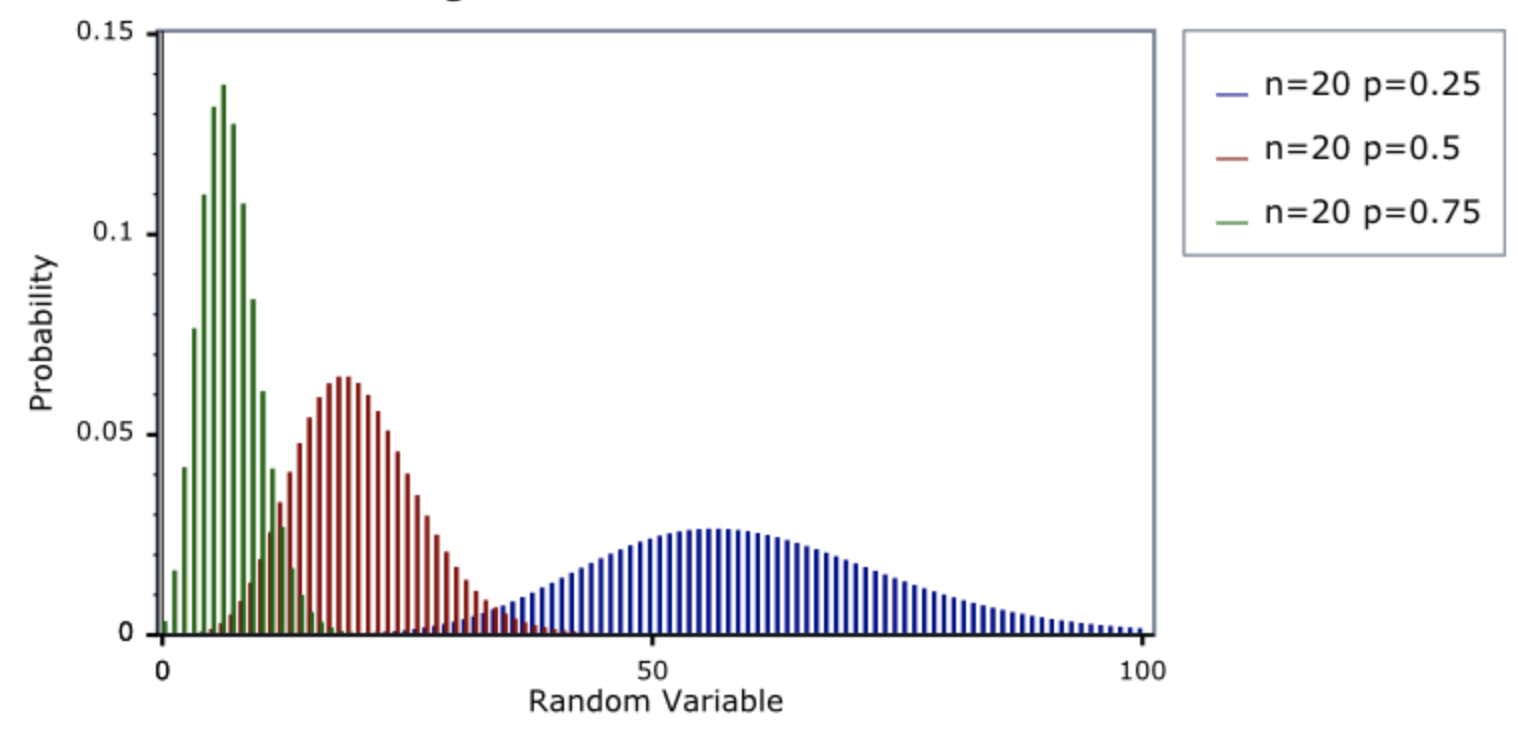 0.15
0.1
0.05
0
Probability
0
50
100
Random Variable
n=20 p=0.25
n=20 p=0.5
n=20 p=0.75